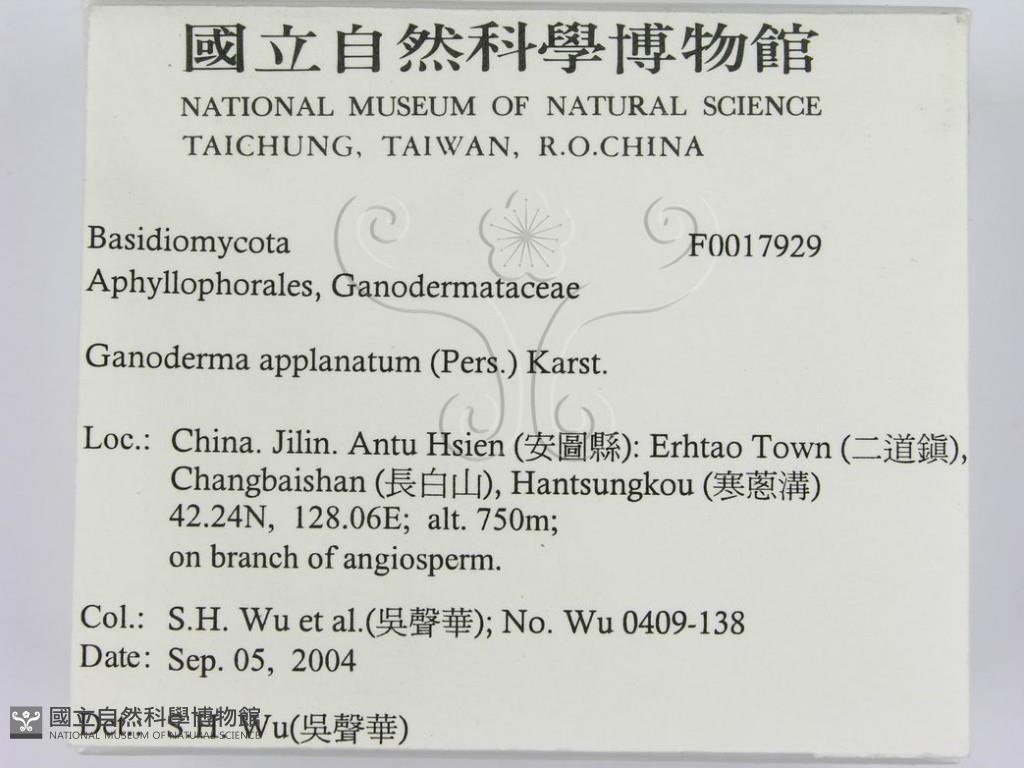 國立自然科學博物館
NATIONAL MUSEUM OF NATURAL SCIENCE
TAICHUNG, TAIWAN, R.O.CHINA
Basidiomycota F0017929
Aphyllophorales, Ganodermataceae
Ganoderma applanatum (Pers.) Karst.
Loc.: China. Jilin. Antu Hsien (安圖縣): Erhtao Town (二道鎮),
Changbaishan (長白山), Hantsungkou (寒蔥溝)
42.24N, 128.06E; alt. 750m;
on branch of angiosperm.
Col.: S.H. Wu et al.(吳聲華); No. Wu 0409-138
Date: Sep. 05, 2004
Det.: S.H. Wu(吳聲華)
國立自然科學博物館
NATIONAL MUSEUM OF NATURAL SCIENCE